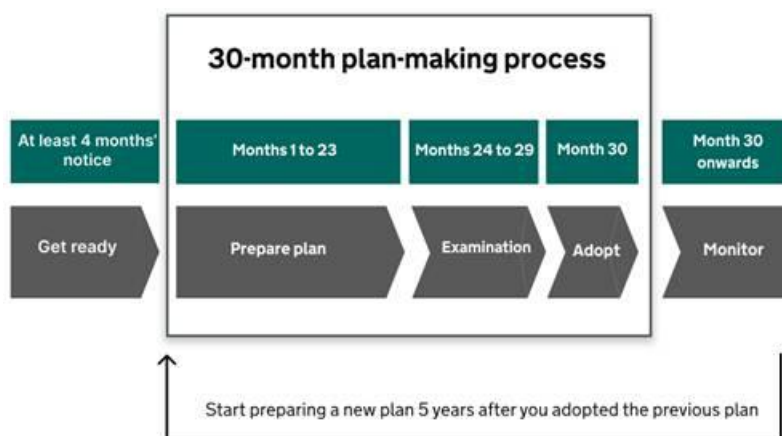 30-month plan-making process
At least 4 months'
notice
Months 1 to 23
Months 24 to 29
Month 30
Month 30
onwards
Get ready
Prepare plan
Examination
Adopt
Monitor
Start preparing a new plan 5 years after you adopted the previous plan